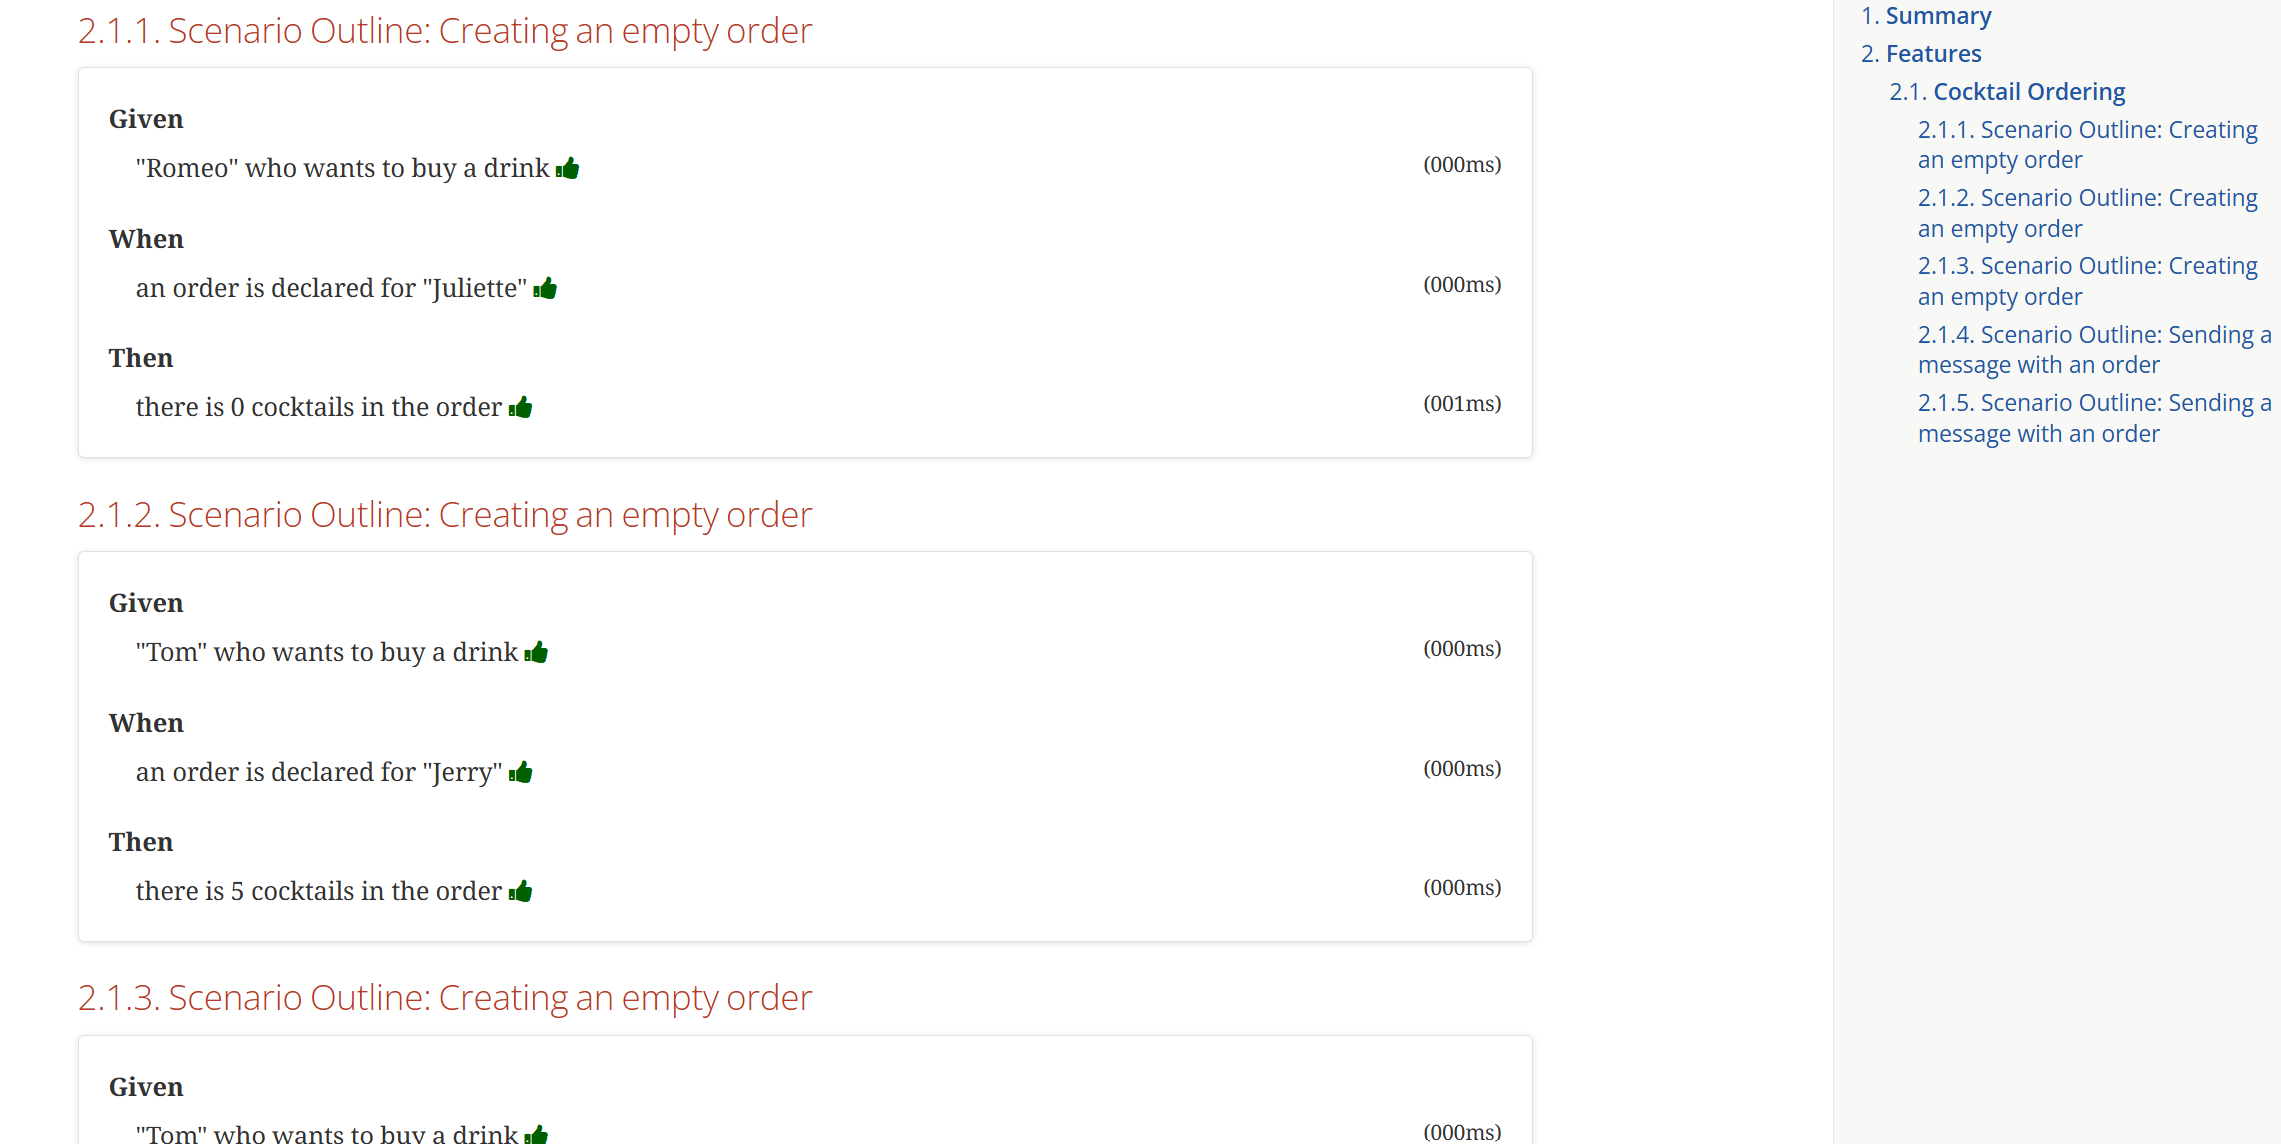 2.1.1. Scenario Outline: Creating an empty order
Given
"Romeo" who wants to buy a drink (000ms)
When
an order is declared for "Juliette" (000ms)
Then
there is 0 cocktails in the order (001ms)
2.1.2. Scenario Outline: Creating an empty order
Given
"Tom" who wants to buy a drink (000ms)
When
an order is declared for "Jerry" (000ms)
Then
there is 5 cocktails in the order (000ms)
2.1.3. Scenario Outline: Creating an empty order
Given
"Tom" who wants to buy a drink (000ms)
1. Summary
2. Features
2.1. Cocktail Ordering
2.1.1. Scenario Outline: Creating
an empty order
2.1.2. Scenario Outline: Creating
an empty order
2.1.3. Scenario Outline: Creating
an empty order
2.1.4. Scenario Outline: Sending a
message with an order
2.1.5. Scenario Outline: Sending a
message with an order